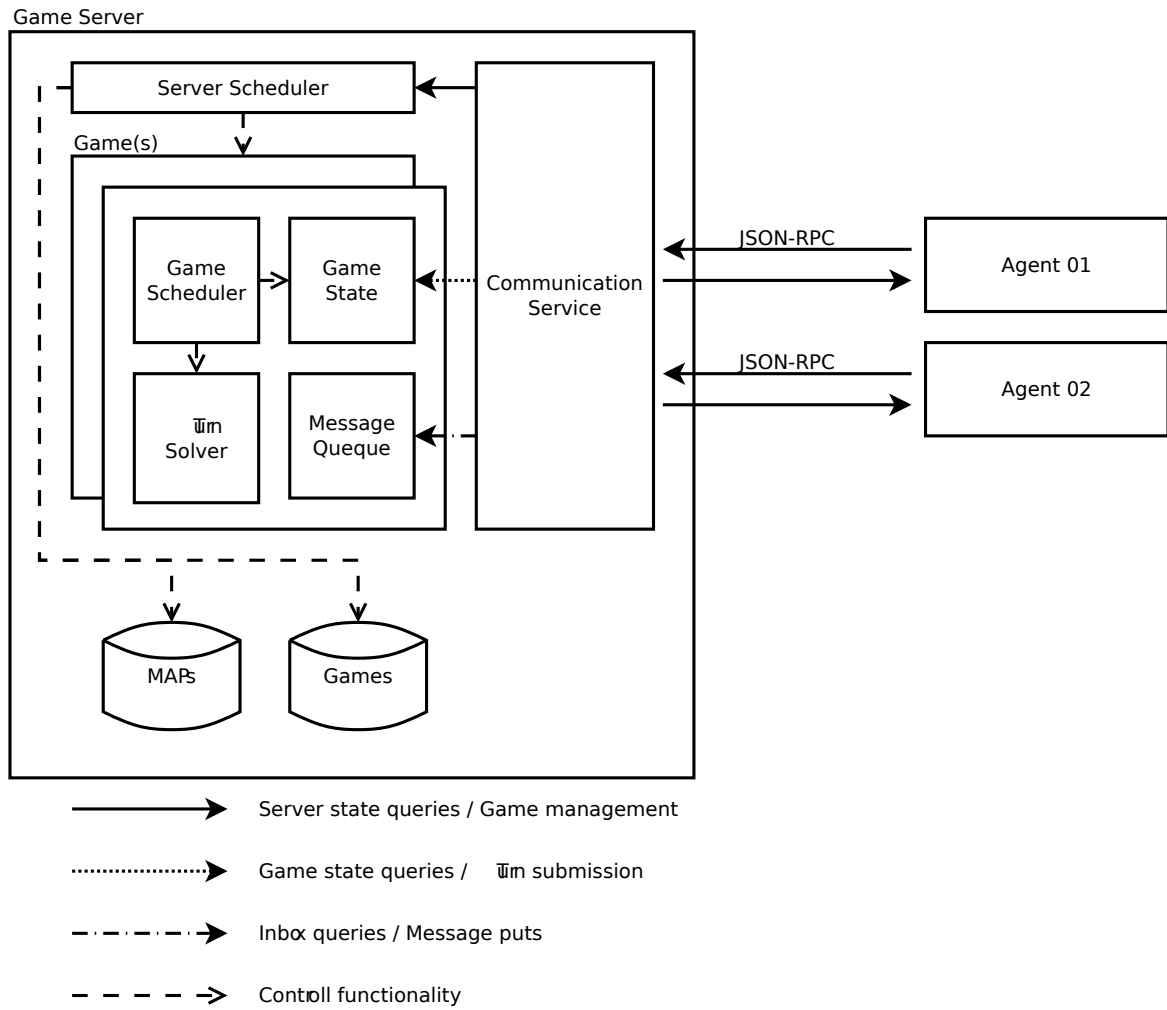 Game Server
Server Scheduler
Game(s)
Game
Scheduler
Game
State
Turn
Solver
Message
Queque
Communication
Service
JSON-RPC
Agent 01
JSON-RPC
Agent 02
MAPs
Games
Server state queries / Game management
Game state queries / Turn submission
Inbox queries / Message puts
Controll functionality